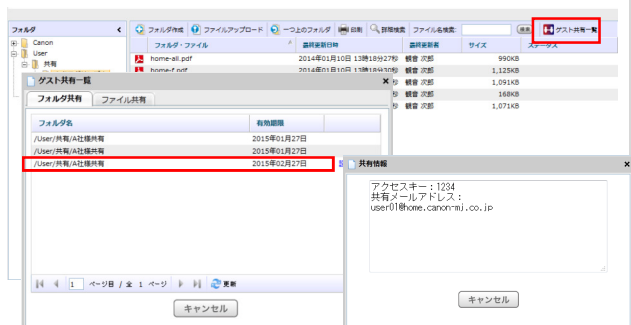 フォルダ
フォルダ作成 ファイルアップロード 一つ上のフォルダ 印刷 詳細検索 ファイル名検索: 検索 ゲスト共有一覧
Canon
User
共有
フォルダ・ファイル 最終更新日時 最終更新者 サイズ ステータス
home-all.pdf 2014年01月10日 13時18分27秒 観音 次郎 990KB
home-f.pdf 2014年01月10日 13時18分30秒 観音 次郎 1,125KB
観音 次郎 1,091KB
観音 次郎 168KB
観音 次郎 1,071KB
ゲスト共有一覧
フォルダ共有 ファイル共有
フォルダ名 有効期限
/User/共有/A社様共有 2015年01月27日
/User/共有/A社様共有 2015年01月27日
/User/共有/A社様共有 2015年02月27日
1 ページ目 / 全 1 ページ 更新
キャンセル
共有情報
アクセスキー：1234
共有メールアドレス：
user01@home.canon-mj.co.jp
キャンセル